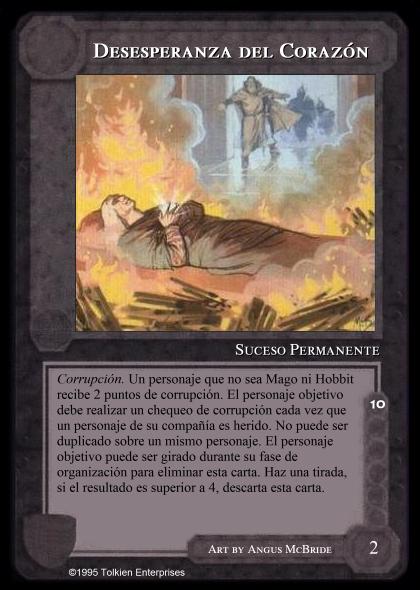 Desesperanza del Corazón
Suceso Permanente
Corrupción. Un personaje que no sea Mago ni Hobbit
recibe 2 puntos de corrupción. El personaje objetivo
debe realizar un chequeo de corrupción cada vez que
un personaje de su compañía es herido. No puede ser
duplicado sobre un mismo personaje. El personaje
objetivo puede ser girado durante su fase de
organización para eliminar esta carta. Haz una tirada,
si el resultado es superior a 4, descarta esta carta.
10
Art by Angus McBride
2
©1995 Tolkien Enterprises